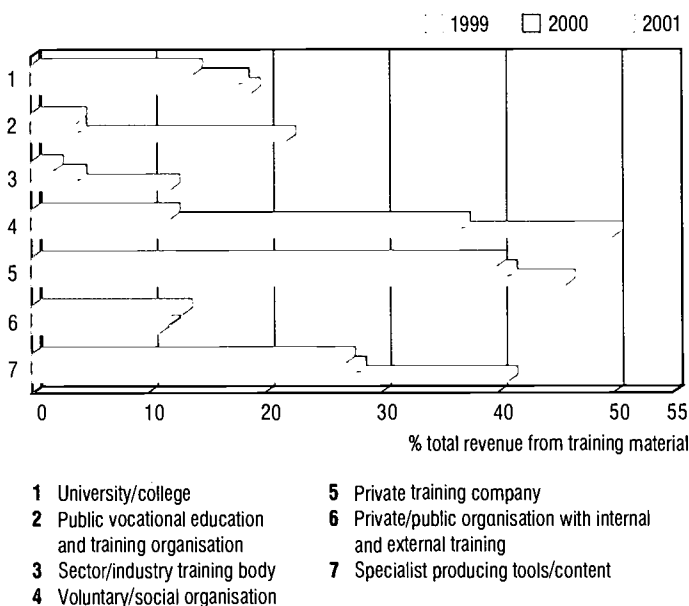 1999 2000 2001
1
2
3
4
5
6
7
0 10 20 30 40 50 55
% total revenue from training material
1 University/college
2 Public vocational education
and training organisation
3 Sector/industry training body
4 Voluntary/social organisation
5 Private training company
6 Private/public organisation with internal
and external training
7 Specialist producing tools/content